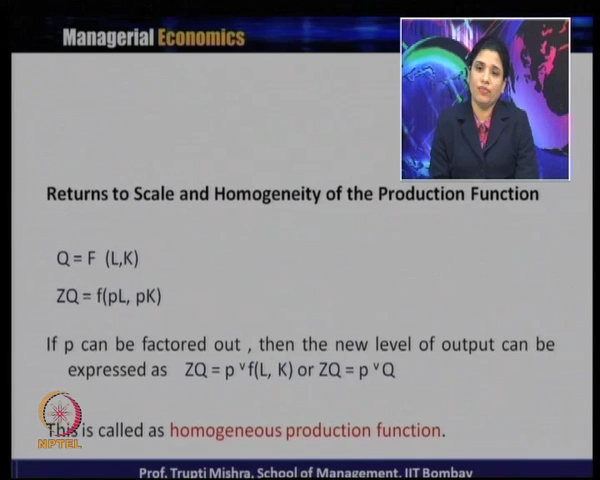 Managerial Economics
Returns to Scale and Homogeneity of the Production Function
Q = F (L,K)
ZQ = f(pL, pK)
If p can be factored out , then the new level of output can be
expressed as ZQ = p ᵛ f(L, K) or ZQ = p ᵛ Q
This is called as homogeneous production function.
NPTEL
Prof. Trupti Mishra, School of Management, IIT Bombay